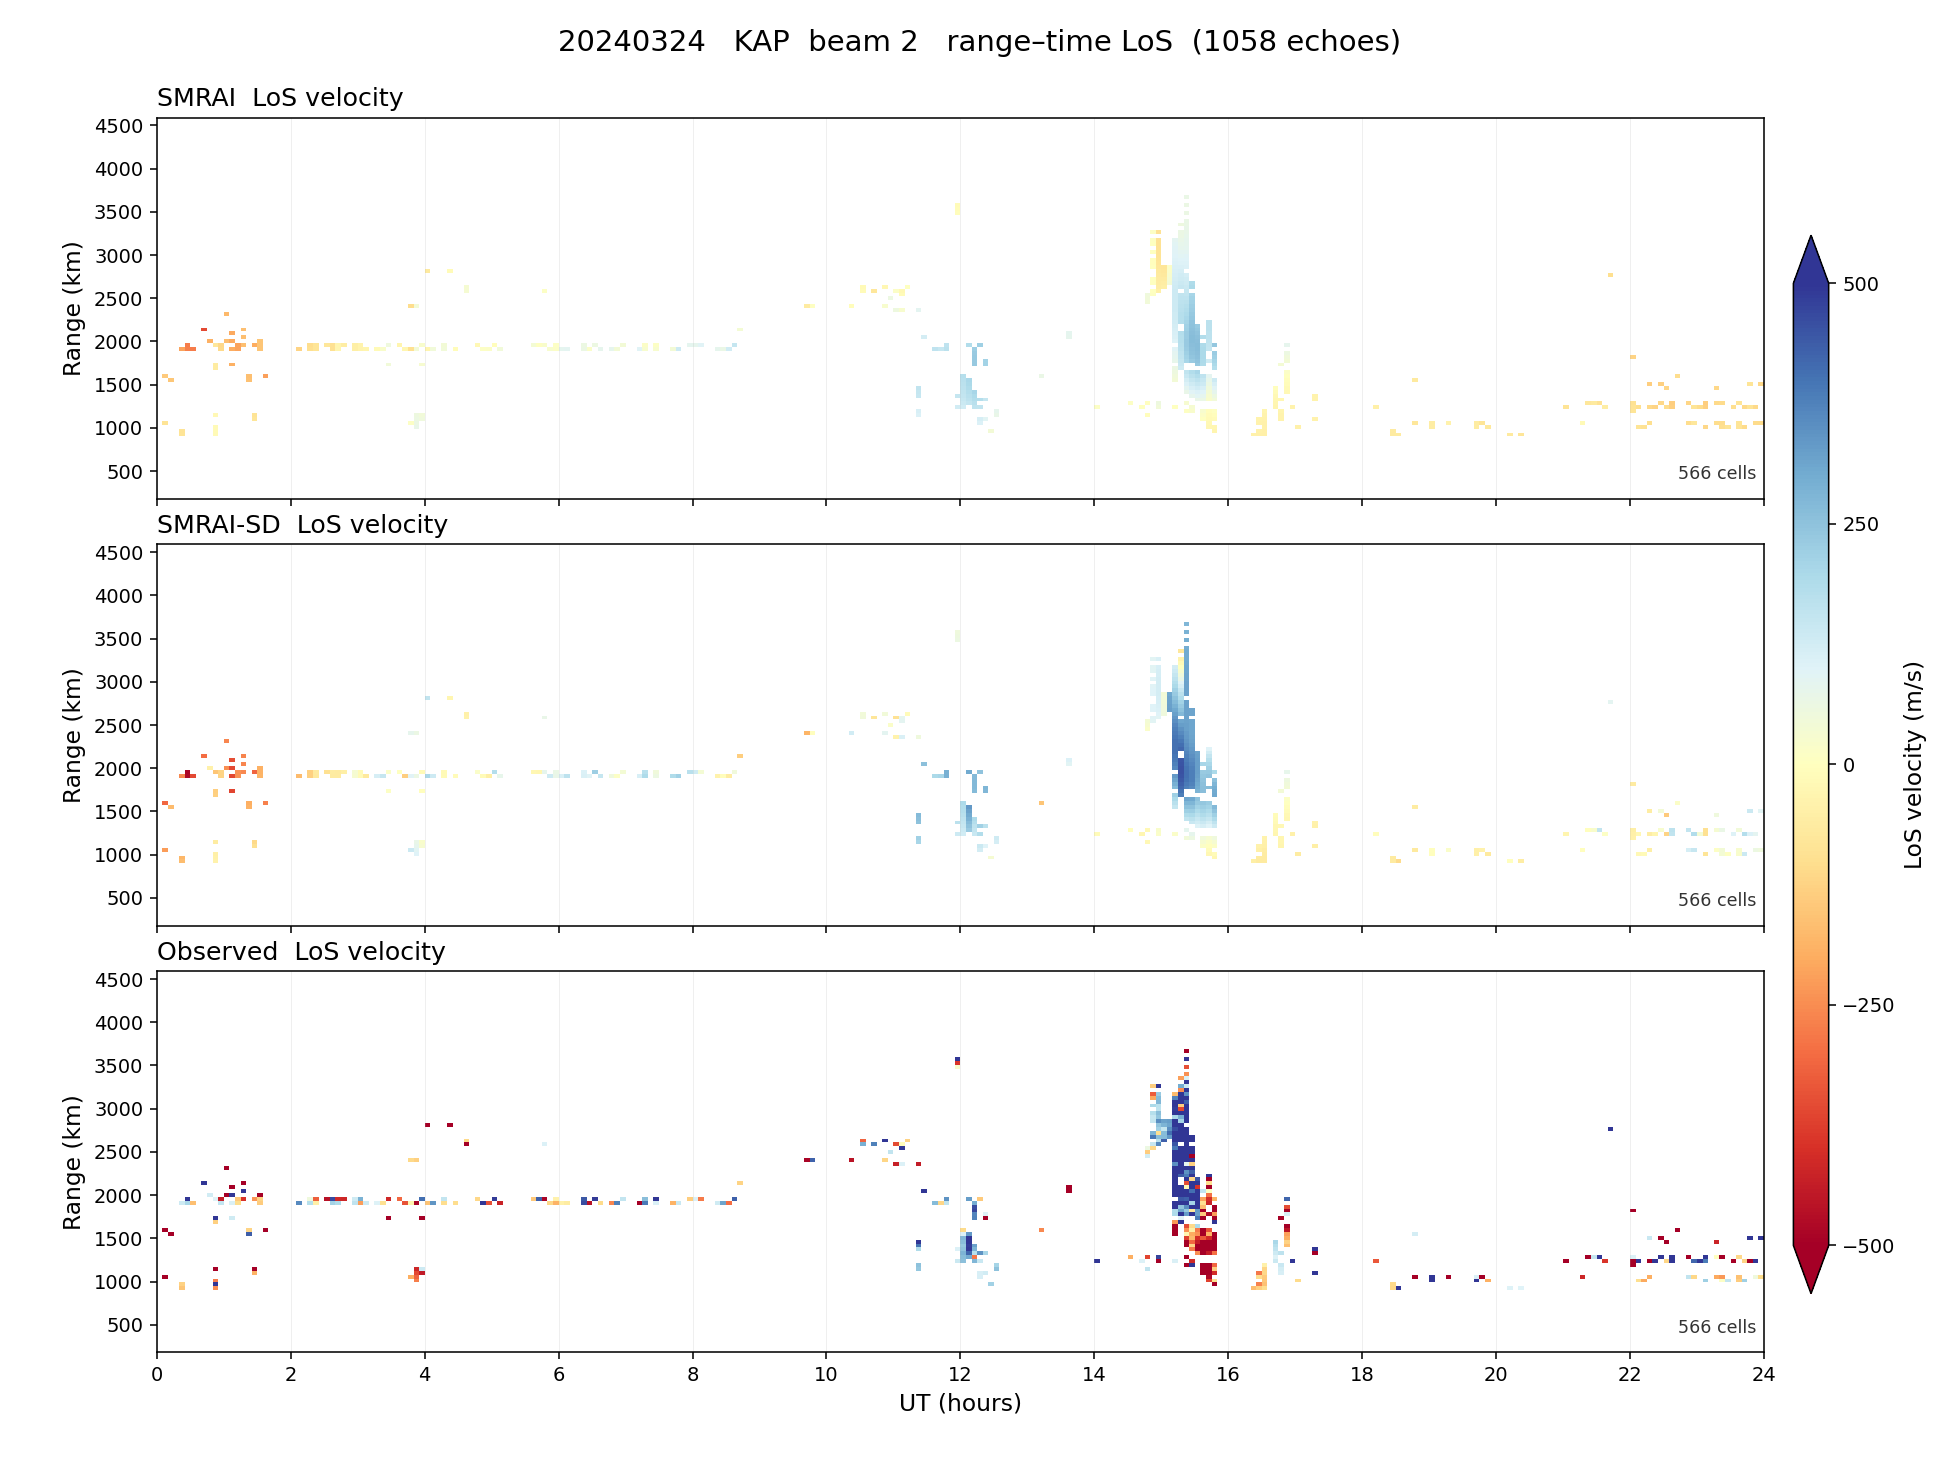 20240324   KAP  beam 2   range–time LoS  (1058 echoes)
SMRAI  LoS velocity
4500
4000
3500
3000
2500
2000
1500
1000
500
Range (km)
566 cells
SMRAI-SD  LoS velocity
4500
4000
3500
3000
2500
2000
1500
1000
500
Range (km)
566 cells
Observed  LoS velocity
4500
4000
3500
3000
2500
2000
1500
1000
500
Range (km)
566 cells
0 2 4 6 8 10 12 14 16 18 20 22 24
UT (hours)
500
250
0
−250
−500
LoS velocity (m/s)